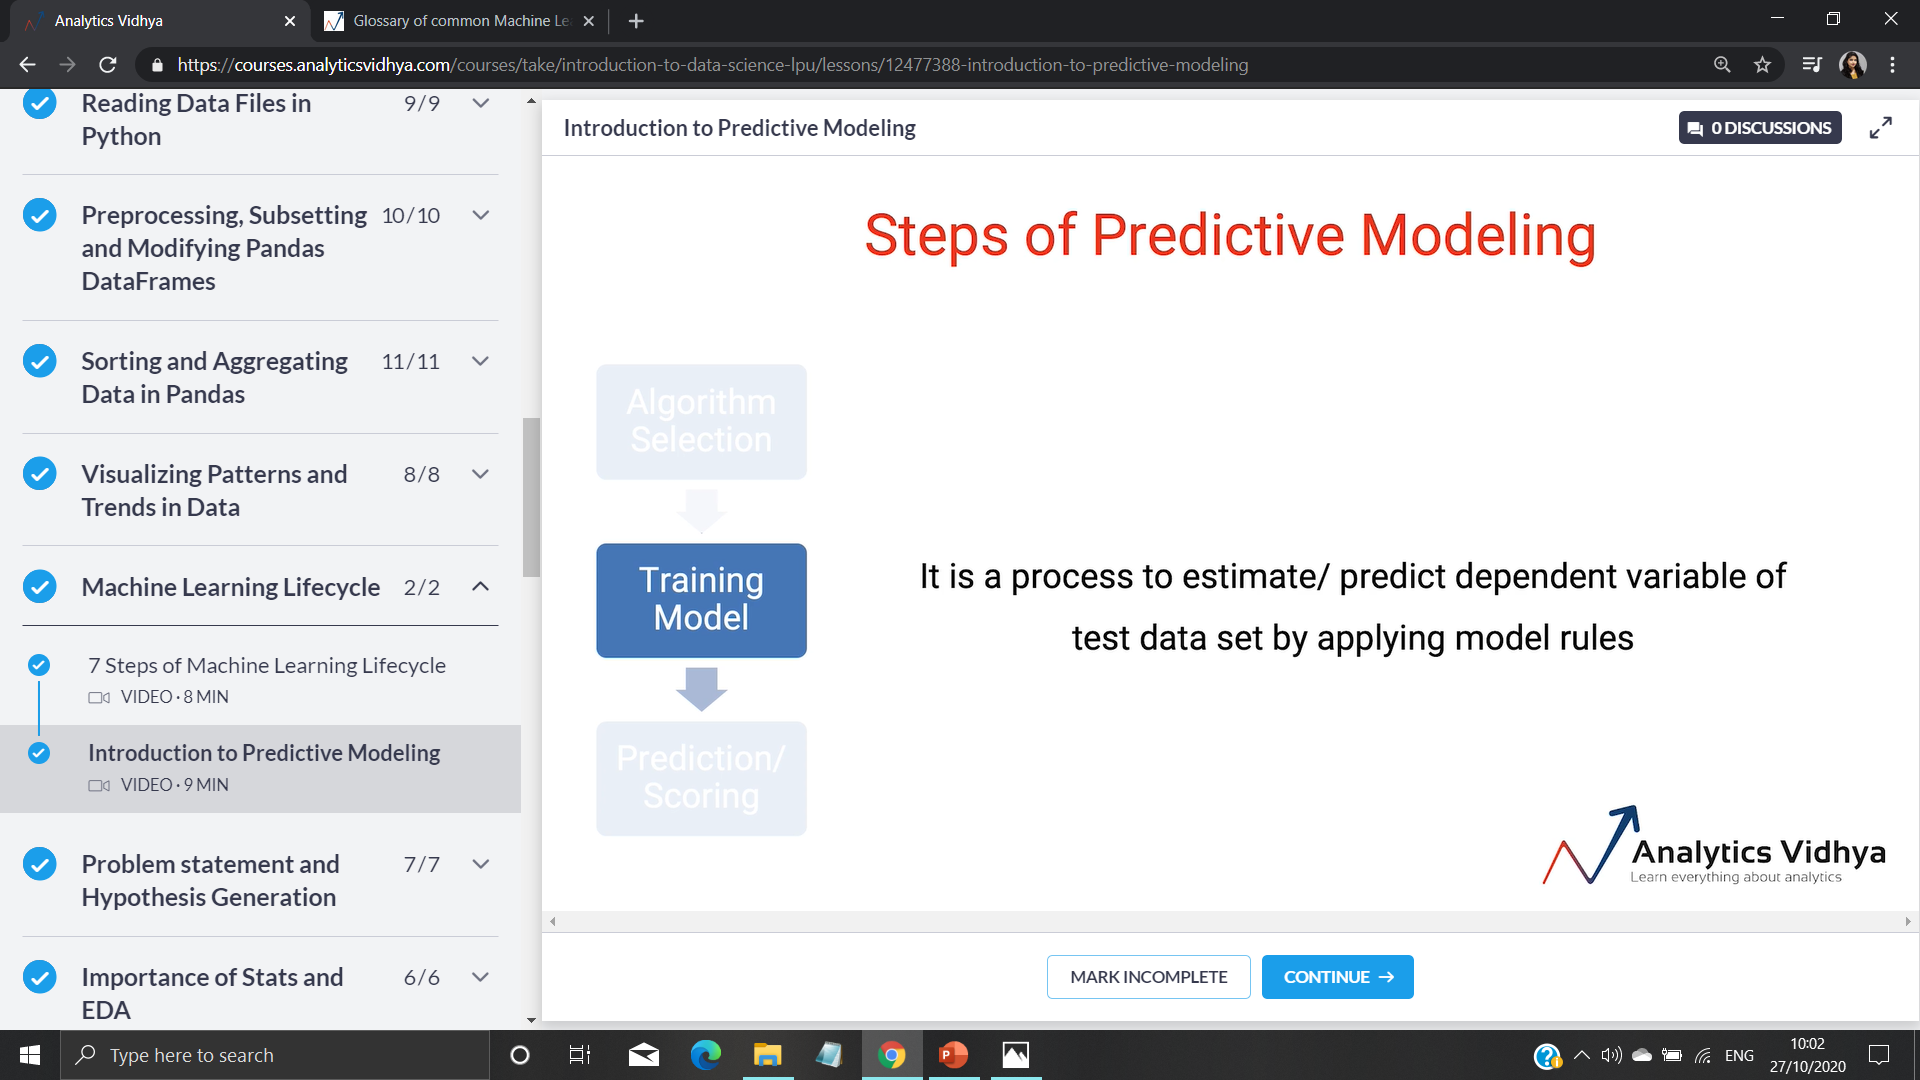 Analytics Vidhya
Glossary of common Machine Le
https://courses.analyticsvidhya.com/courses/take/introduction-to-data-science-lpu/lessons/12477388-introduction-to-predictive-modeling
Reading Data Files in
Python
9/9
Preprocessing, Subsetting
and Modifying Pandas
DataFrames
10/10
Sorting and Aggregating
Data in Pandas
11/11
Visualizing Patterns and
Trends in Data
8/8
Machine Learning Lifecycle
2/2
7 Steps of Machine Learning Lifecycle
VIDEO · 8 MIN
Introduction to Predictive Modeling
VIDEO · 9 MIN
Problem statement and
Hypothesis Generation
7/7
Importance of Stats and
EDA
6/6
Introduction to Predictive Modeling
0 DISCUSSIONS
Steps of Predictive Modeling
Algorithm
Selection
Training
Model
Prediction/
Scoring
It is a process to estimate/ predict dependent variable of
test data set by applying model rules
Analytics Vidhya
Learn everything about analytics
MARK INCOMPLETE
CONTINUE
Type here to search
P
ENG
10:02
27/10/2020